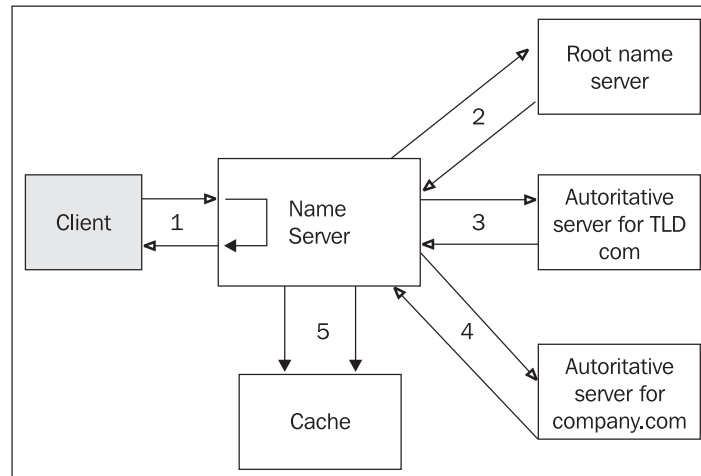 Root name
server
2
Client
1
Name
Server
3
Autoritative
server for TLD
com
5
4
Cache
Autoritative
server for
company.com